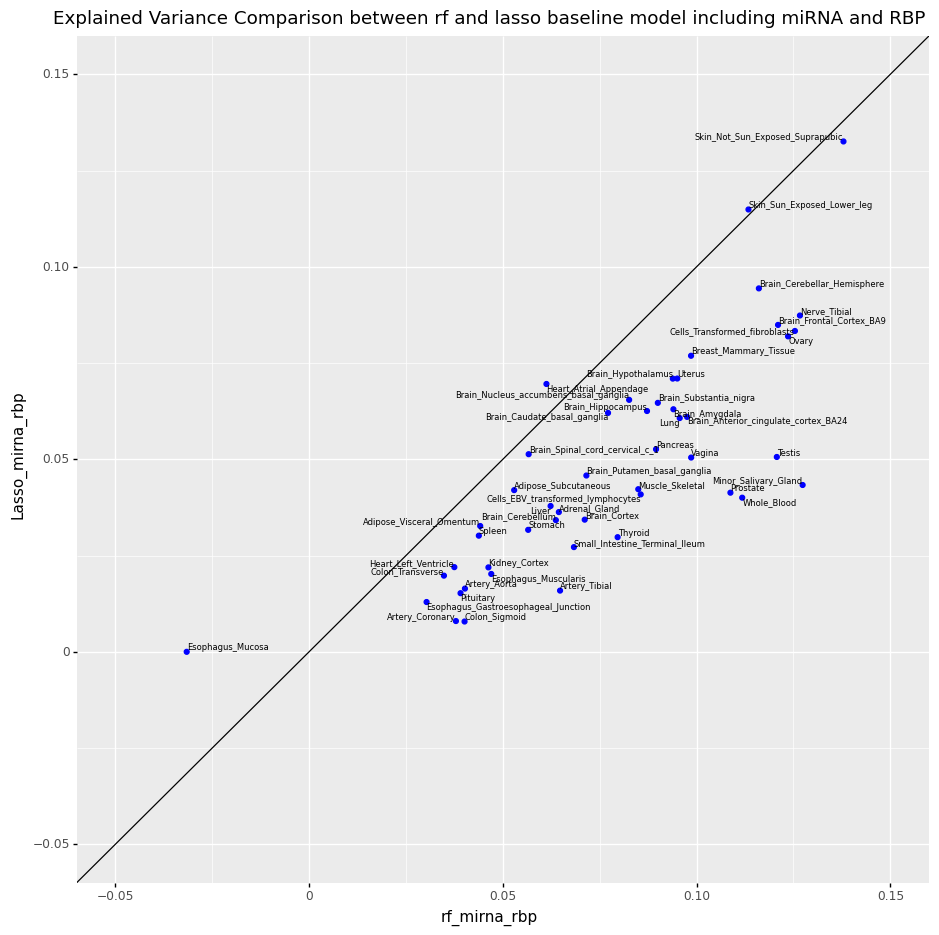 Explained Variance Comparison between rf and lasso baseline model including miRNA and RBP
0.15
Skin_Not_Sun_Exposed_Suprapubic
Skin_Sun_Exposed_Lower_leg
0.10
Brain_Cerebellar_Hemisphere
Nerve_Tibial
Brain_Frontal_Cortex_BA9
Cells_Transformed_fibroblasts
Ovary
Breast_Mammary_Tissue
Brain_Hypothalamus
Uterus
Heart_Atrial_Appendage
Brain_Nucleus_accumbens_basal_ganglia
Brain_Substantia_nigra
Brain_Hippocampus
Brain_Caudate_basal_ganglia
Brain_Amygdala
Lung
Brain_Anterior_cingulate_cortex_BA24
0.05
Brain_Spinal_cord_cervical_c_1
Pancreas
Vagina
Testis
Brain_Putamen_basal_ganglia
Adipose_Subcutaneous
Muscle_Skeletal
Minor_Salivary_Gland
Prostate
Whole_Blood
Cells_EBV_transformed_lymphocytes
Liver
Adrenal_Gland
Brain_Cerebellum
Brain_Cortex
Adipose_Visceral_Omentum
Stomach
Spleen
Thyroid
Small_Intestine_Terminal_Ileum
Heart_Left_Ventricle
Kidney_Cortex
Colon_Transverse
Esophagus_Muscularis
Artery_Aorta
Artery_Tibial
Pituitary
Esophagus_Gastroesophageal_Junction
Artery_Coronary
Colon_Sigmoid
0
Esophagus_Mucosa
−0.05
Lasso_mirna_rbp
−0.05
0
0.05
0.10
0.15
rf_mirna_rbp